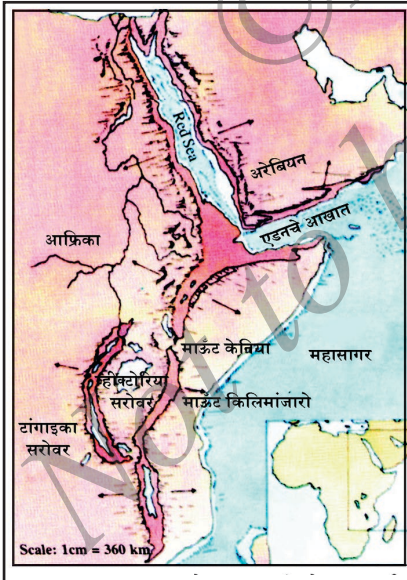 Red Sea
अरेबियन
एडनचे आखात
आफ्रिका
माऊँट केनिया
महासागर
व्हीक्टोरिया
सरोवर
माऊँट किलिमांजारो
टांगाइका
सरोवर
Scale: 1cm = 360 km